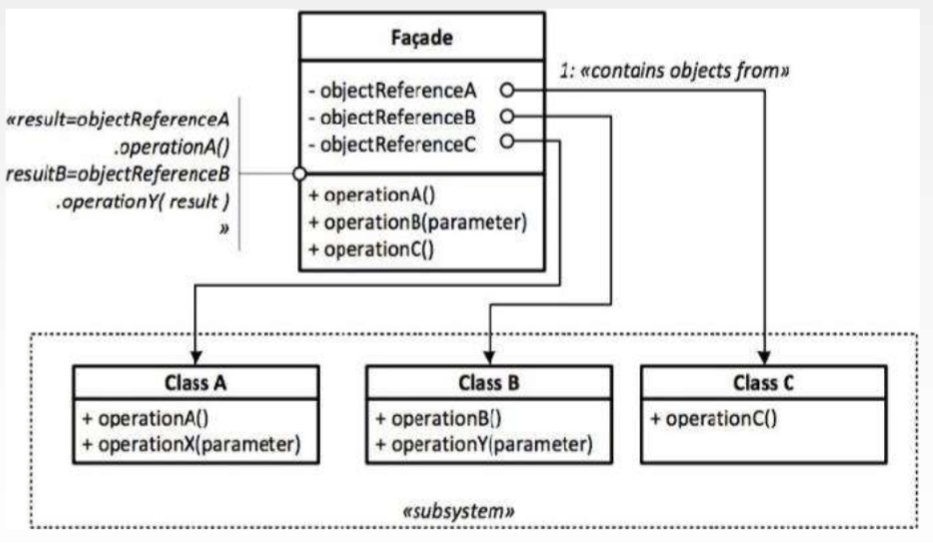 Façade
- objectReferenceA
- objectReferenceB
- objectReferenceC
+ operationA()
+ operationB(parameter)
+ operationC()
1: «contains objects from»
«result=objectReferenceA
.operationA()
resuitB=objectReferenceB
.operationY( result )
»
Class A
+ operationA()
+ operationX(parameter)
Class B
+ operationB()
+ operationY(parameter)
Class C
+ operationC()
«subsystem»